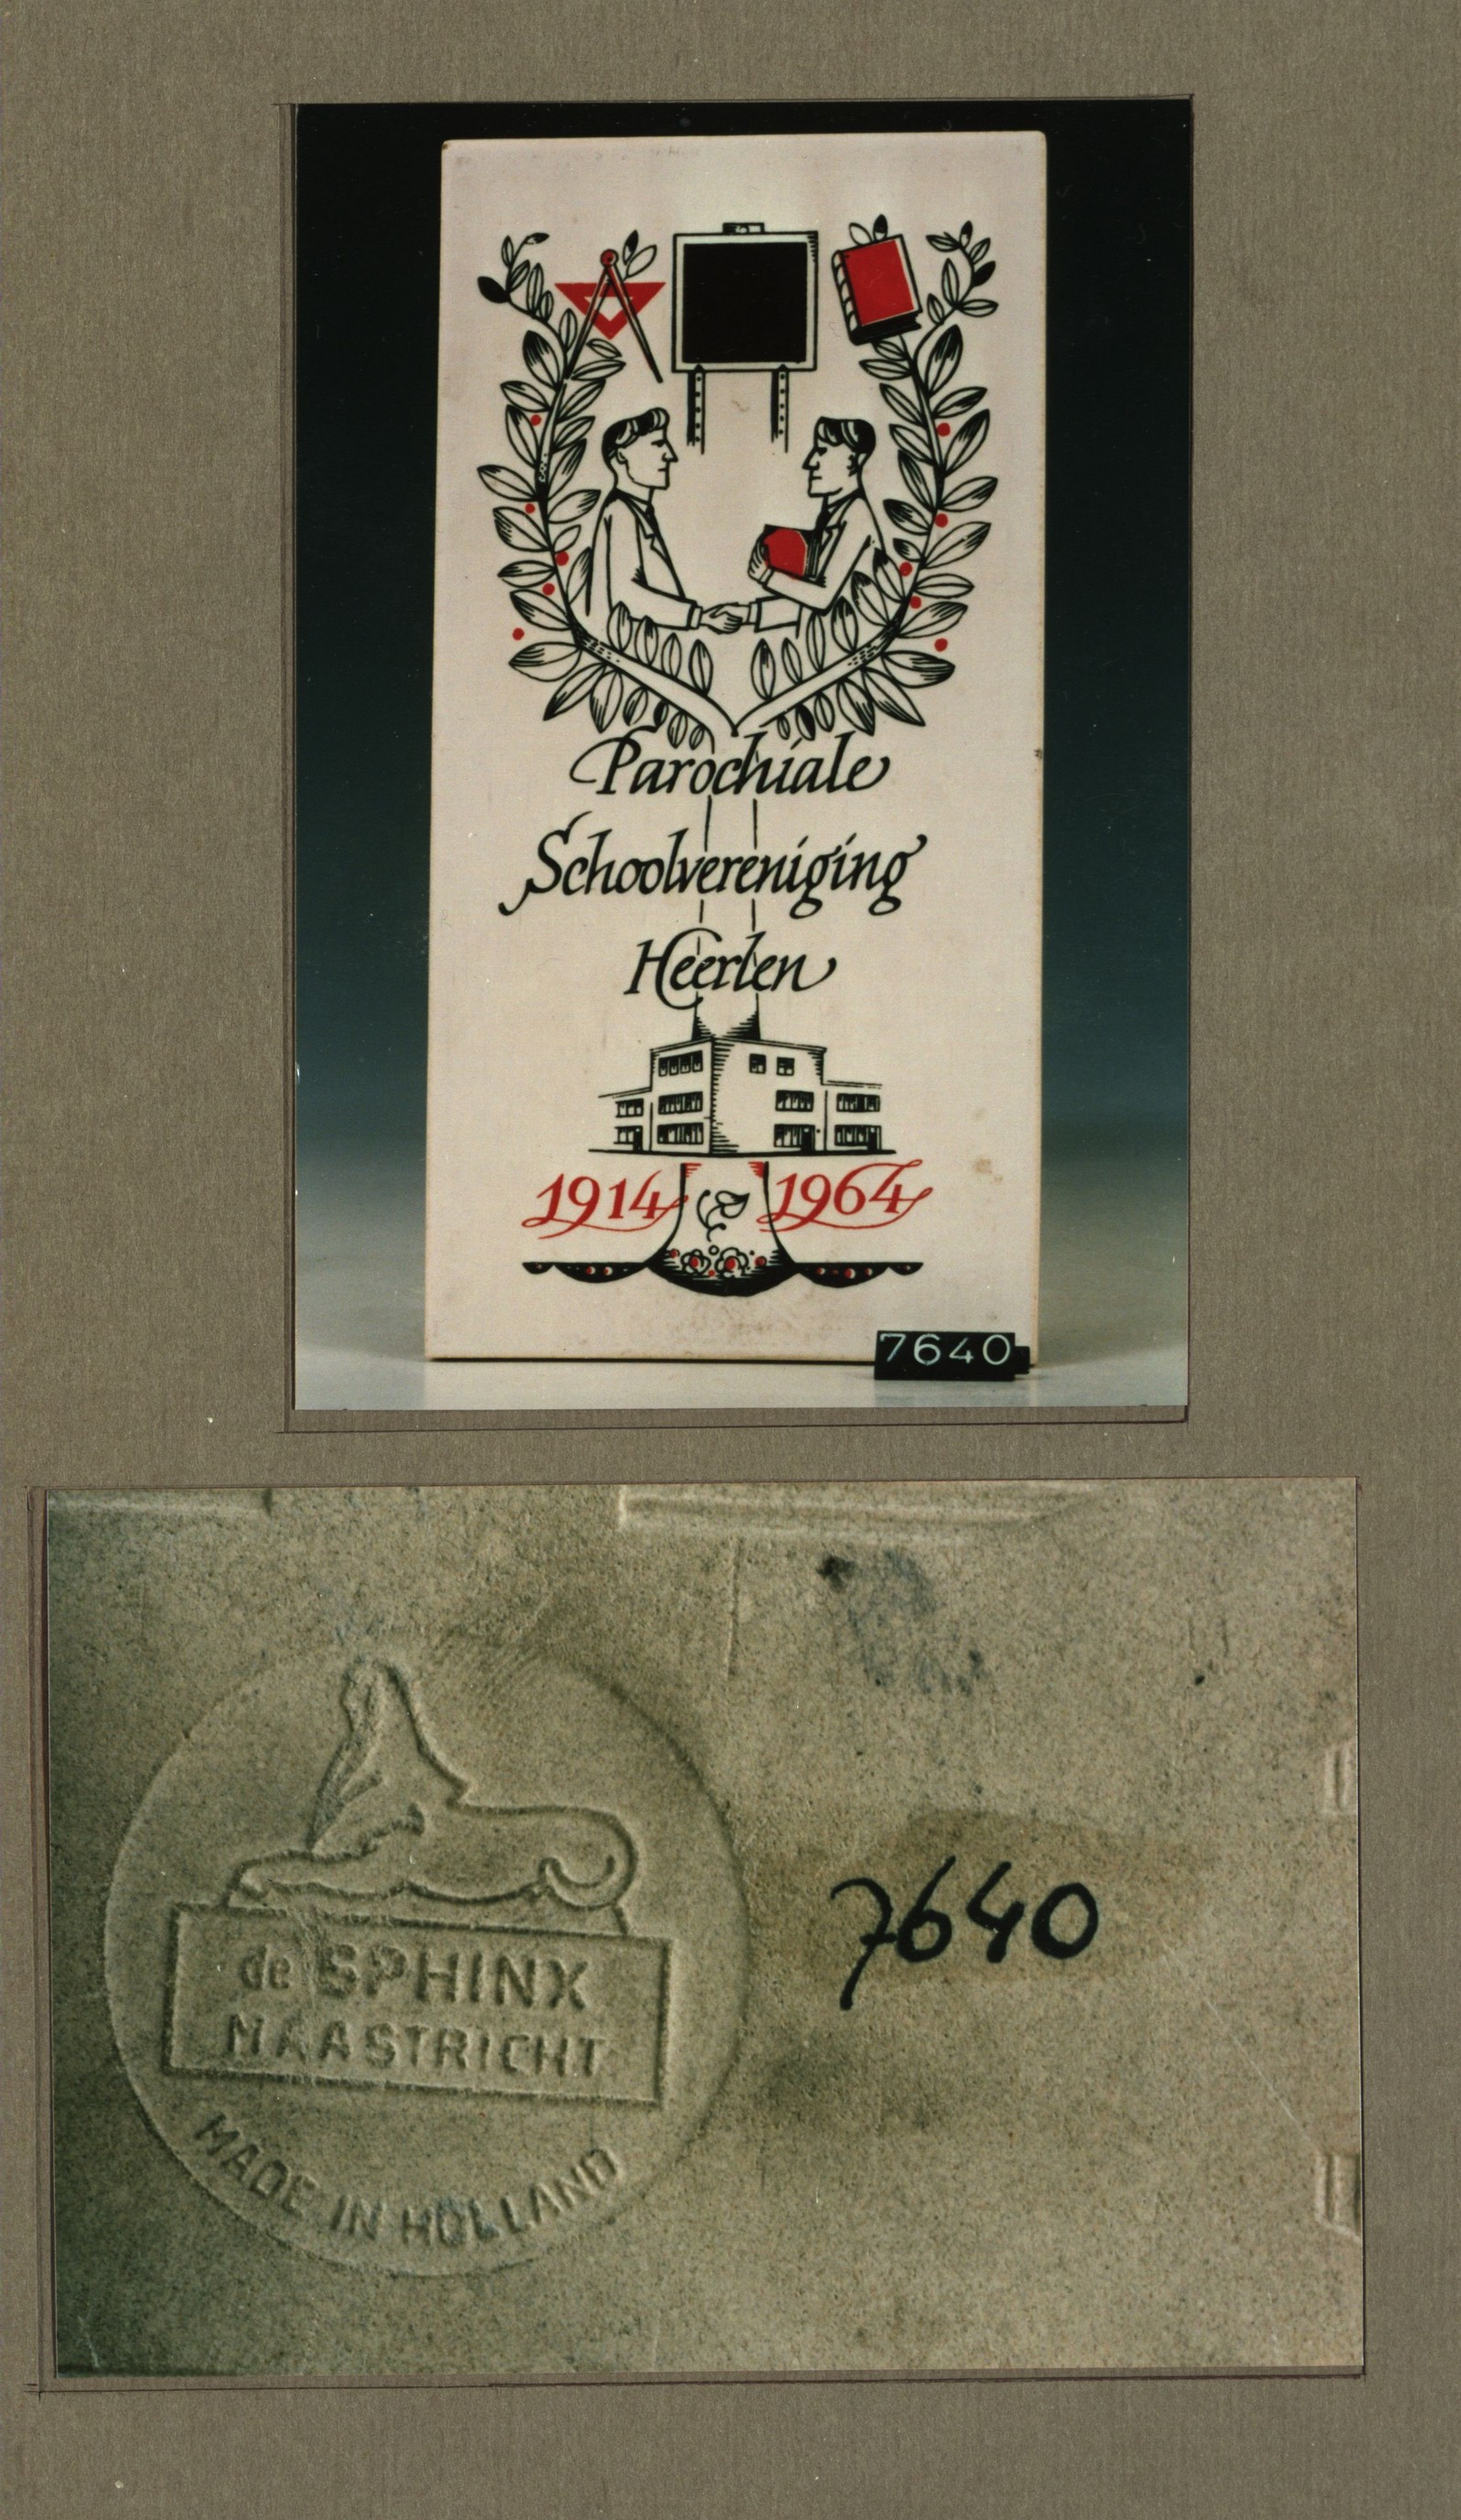 Parochiale
Schoolvereniging
Heerlen
1914 1964
7640
de SPHINX
MAASTRICHT
MADE IN HOLLAND
7640